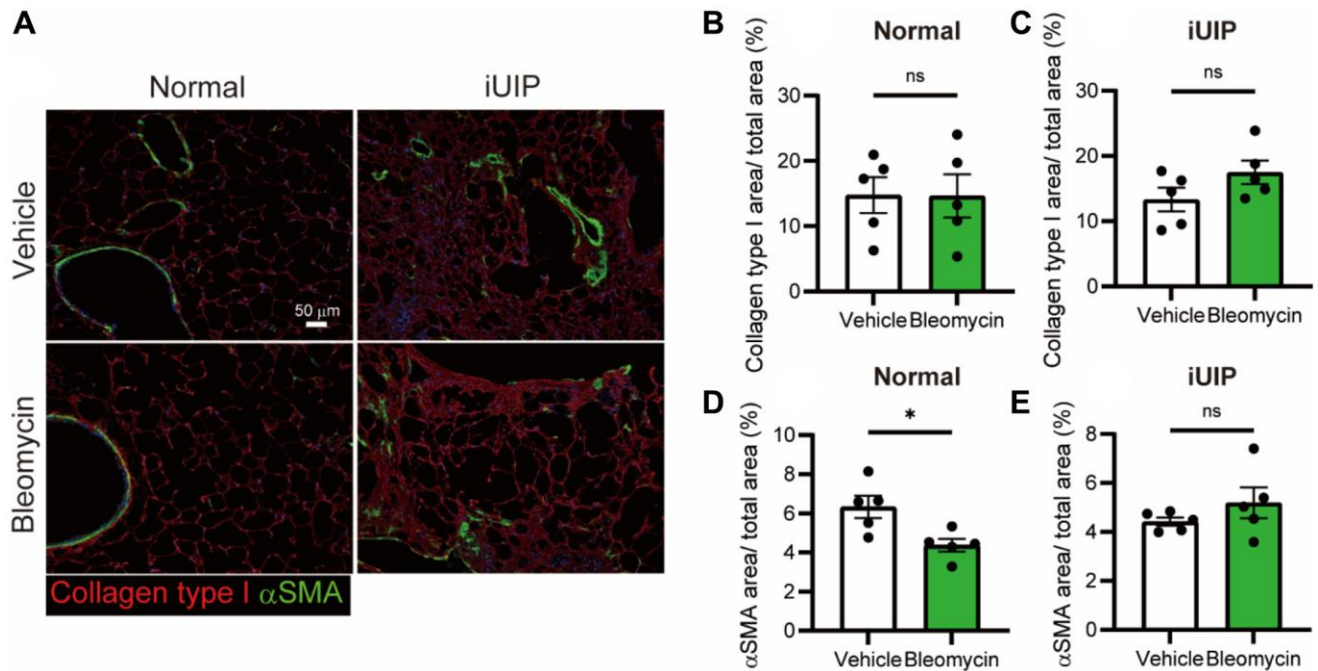 A
Normal
iUIP
Vehicle
50 μm
Bleomycin
Collagen type I αSMA
B
Normal
Collagen type I area/ total area (%)
ns
30
20
10
0
Vehicle Bleomycin
C
iUIP
Collagen type I area/ total area (%)
ns
30
20
10
0
Vehicle Bleomycin
D
Normal
αSMA area/ total area (%)
*
10
8
6
4
2
0
Vehicle Bleomycin
E
iUIP
αSMA area/ total area (%)
ns
8
6
4
2
0
Vehicle Bleomycin